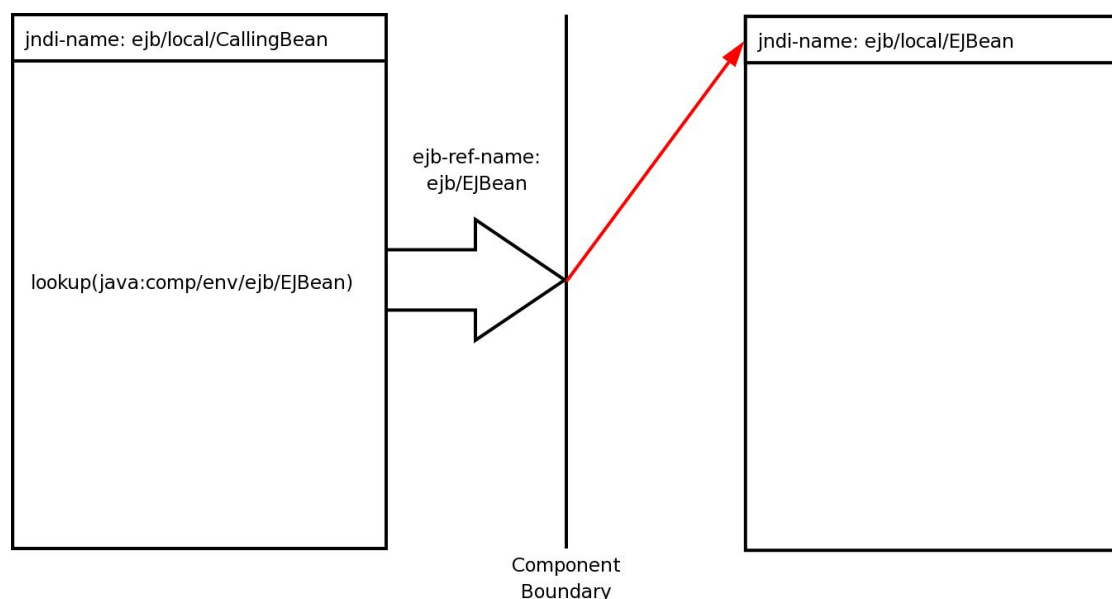 jndi-name: ejb/local/CallingBean
jndi-name: ejb/local/EJBean
ejb-ref-name:
ejb/EJBean
lookup(java:comp/env/ejb/EJBean)
Component
Boundary